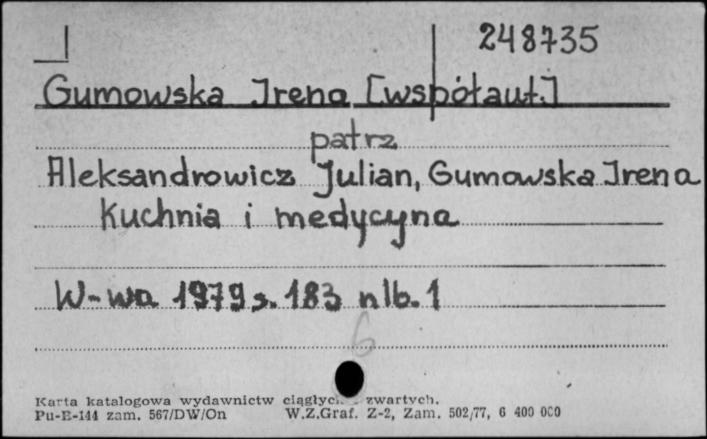 248735
Gumowska Irena [współaut.]
patrz
Aleksandrowicz Julian, Gumowska Irena
Kuchnia i medycyna
W-wa 1979 s. 183 nlb. 1
6
Karta katalogowa wydawnictw zwartych.
Pu-E-144 zam. 567/DW/On W.Z.Graf. Z-2, Zam. 502/77, 6 400 000